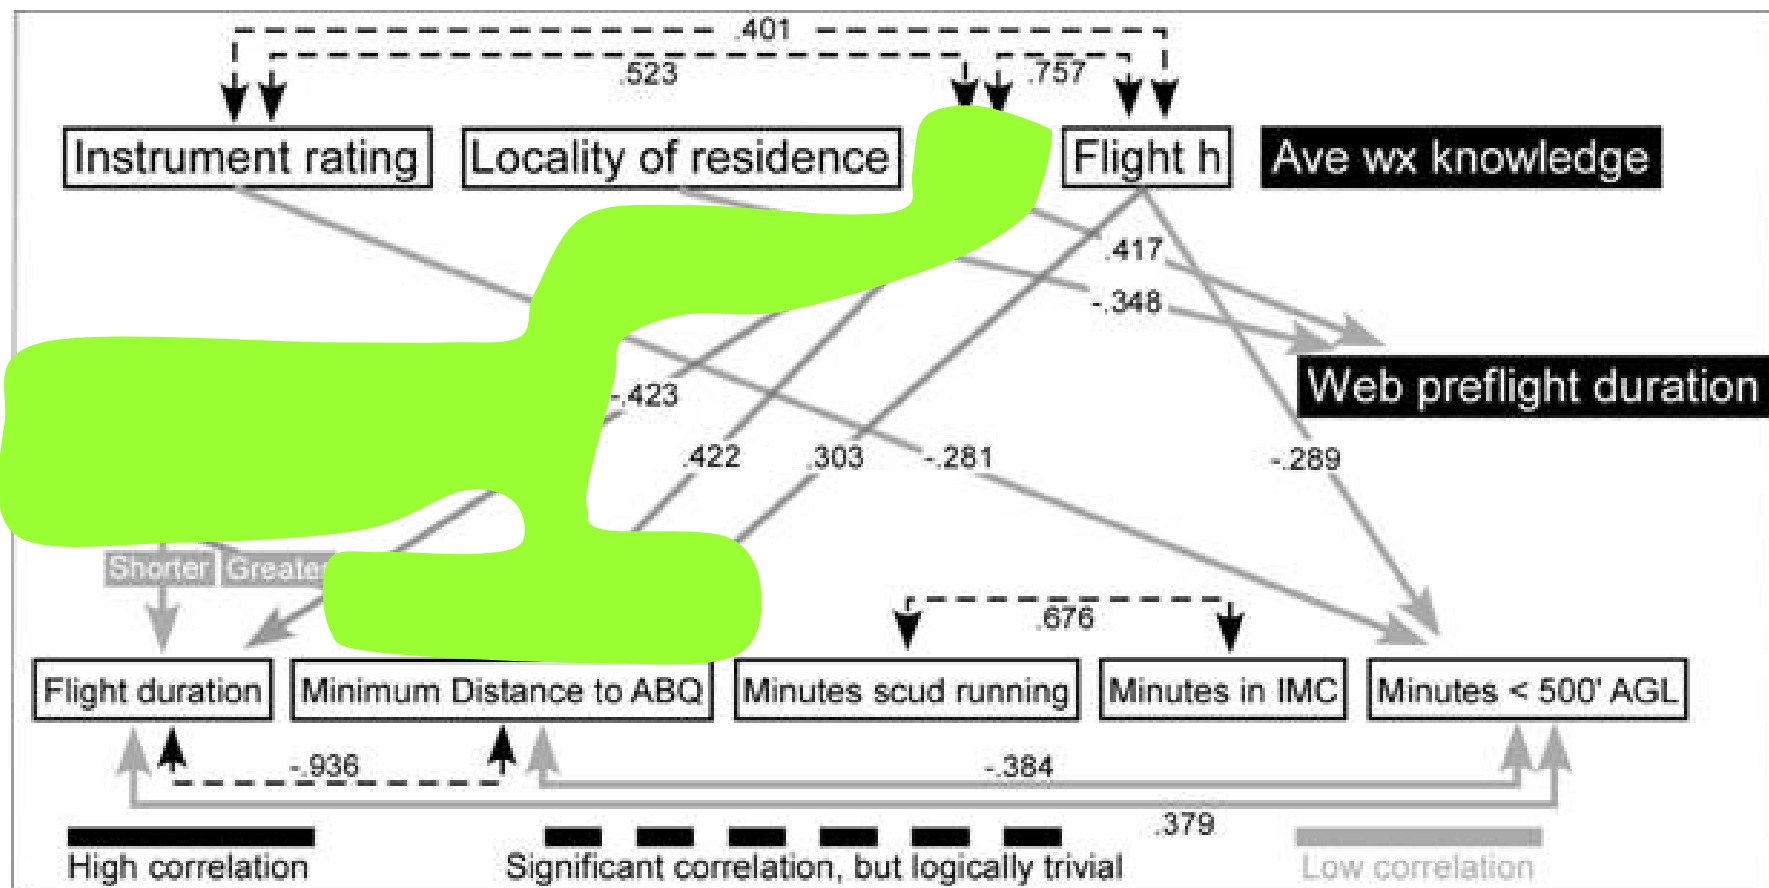 .401
.523
.757
Instrument rating
Locality of residence
Flight h
Ave wx knowledge
.417
-.348
Web preflight duration
-.423
.422
.303
-.281
-.289
Shorter
.676
Flight duration
Minimum Distance to ABQ
Minutes scud running
Minutes in IMC
Minutes < 500' AGL
-.936
-.384
.379
High correlation
Significant correlation, but logically trivial
Low correlation